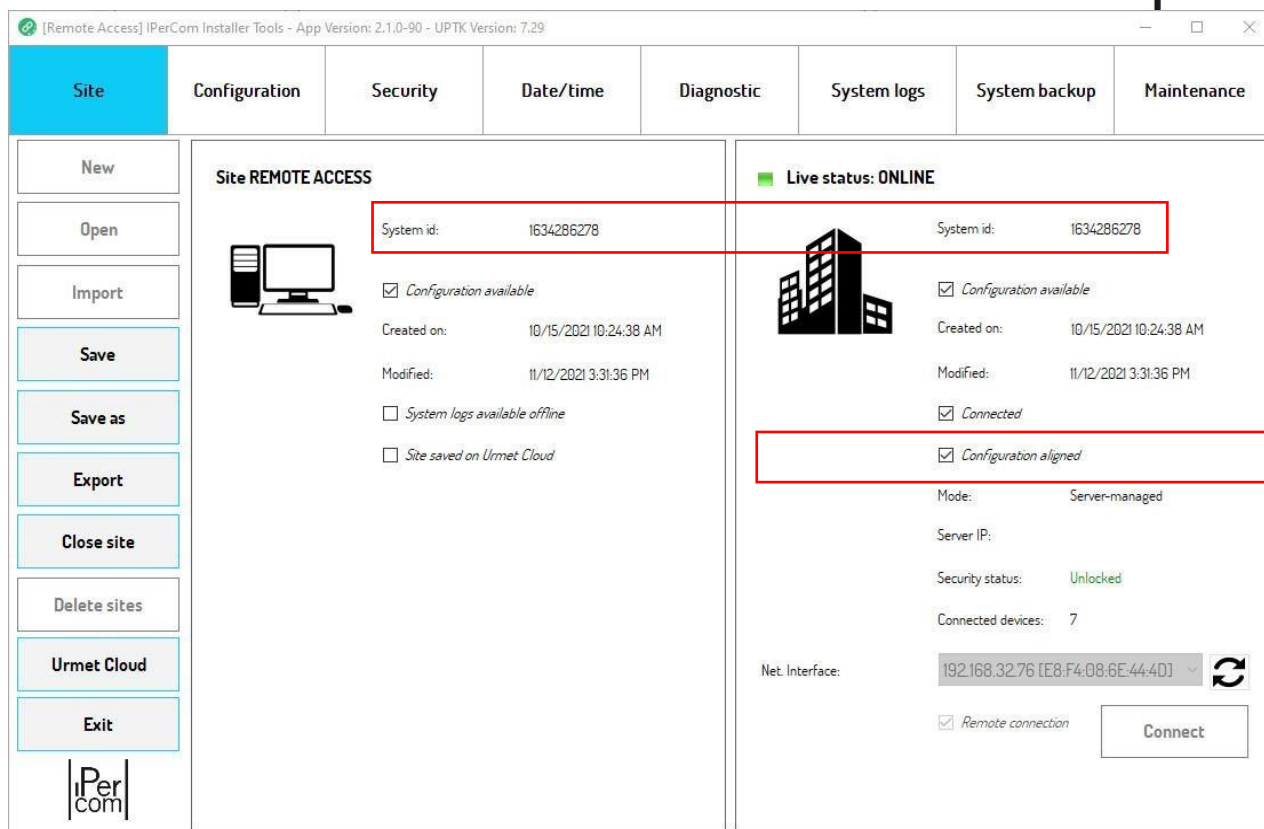 [Remote Access] IPerCom Installer Tools - App Version: 2.1.0-90 - UPTK Version: 7.29
Site Configuration Security Date/time Diagnostic System logs System backup Maintenance
New
Open
Import
Save
Save as
Export
Close site
Delete sites
Urmet Cloud
Exit
iPer
com
Site REMOTE ACCESS
System id: 1634286278
Configuration available
Created on: 10/15/2021 10:24:38 AM
Modified: 11/12/2021 3:31:36 PM
System logs available offline
Site saved on Urmet Cloud
Live status: ONLINE
System id: 1634286278
Configuration available
Created on: 10/15/2021 10:24:38 AM
Modified: 11/12/2021 3:31:36 PM
Connected
Configuration aligned
Mode: Server-managed
Server IP:
Security status: Unlocked
Connected devices: 7
Net. Interface: 192.168.32.76 [E8:F4:08:6E:44:4D]
Remote connection
Connect